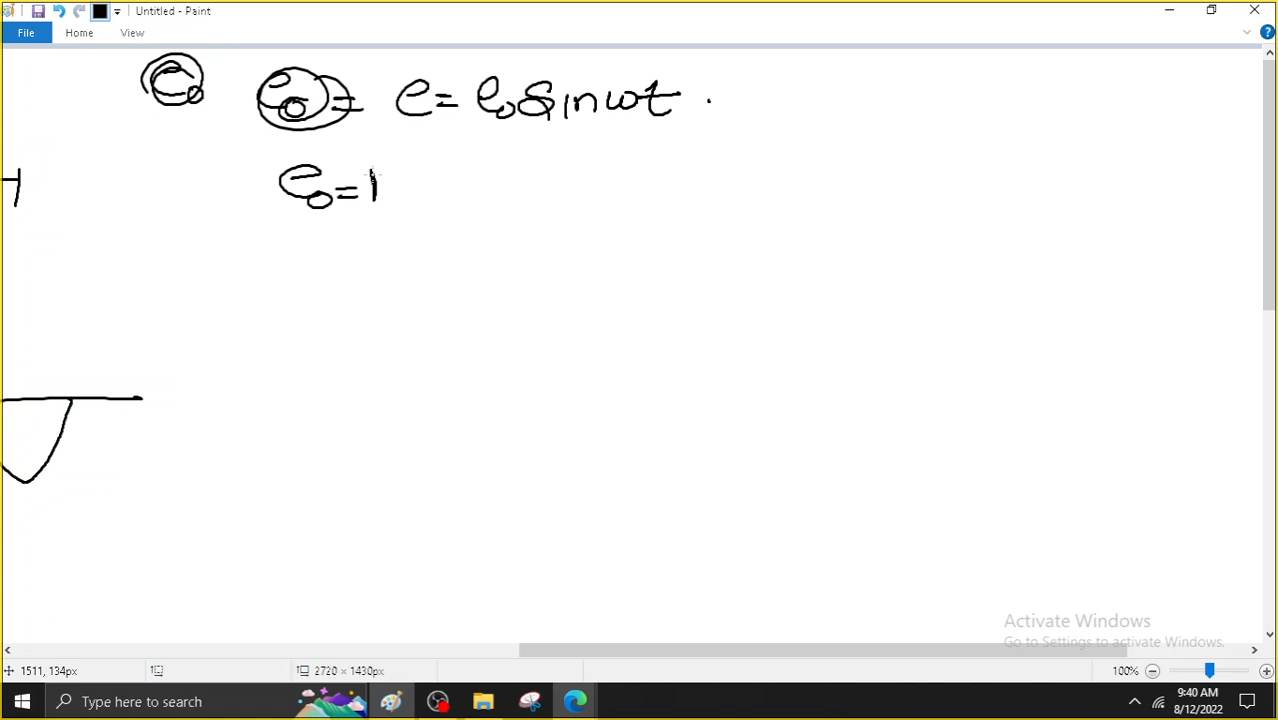 Untitled - Paint
File Home View
e₀ e₀ = e = e₀ Sin ωt .
e₀ = 1
Activate Windows
Go to Settings to activate Windows.
1511, 134px 2720 × 1430px 100%
Type here to search
9:40 AM
8/12/2022